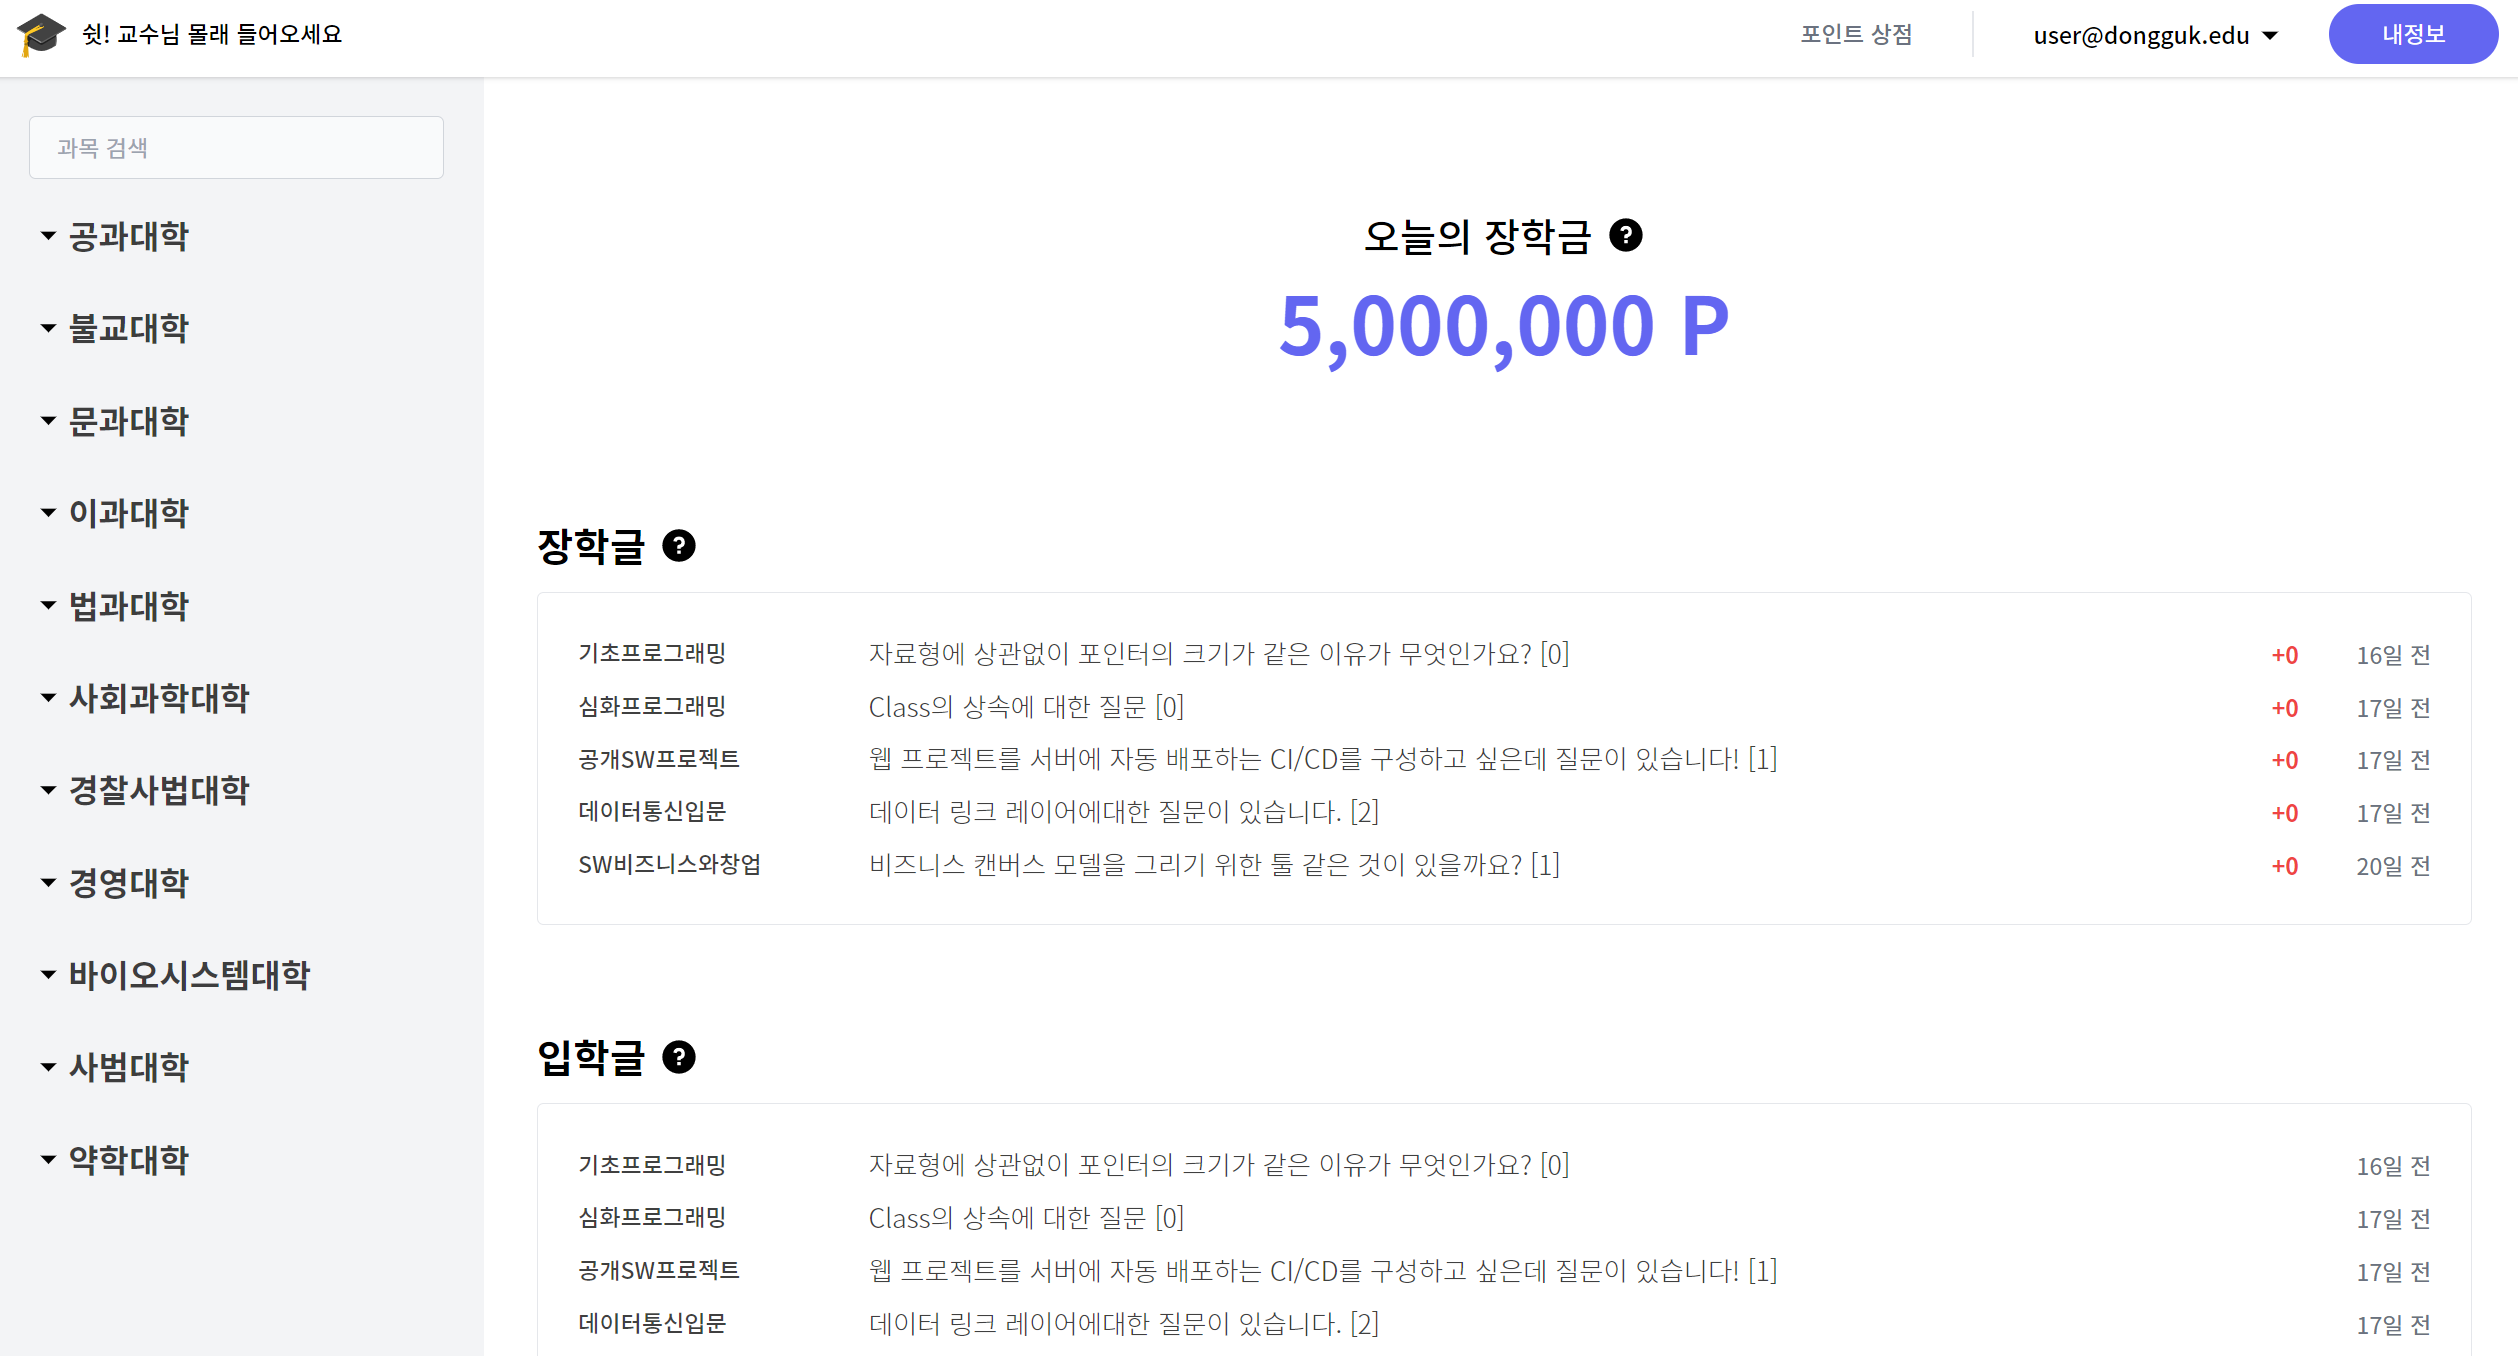 쉿! 교수님 몰래 들어오세요
포인트 상점
user@dongguk.edu
내정보
과목 검색
공과대학
불교대학
문과대학
이과대학
법과대학
사회과학대학
경찰사법대학
경영대학
바이오시스템대학
사범대학
약학대학
오늘의 장학금 ?
5,000,000 P
장학글 ?
기초프로그래밍 자료형에 상관없이 포인터의 크기가 같은 이유가 무엇인가요? [0] +0 16일 전
심화프로그래밍 Class의 상속에 대한 질문 [0] +0 17일 전
공개SW프로젝트 웹 프로젝트를 서버에 자동 배포하는 CI/CD를 구성하고 싶은데 질문이 있습니다! [1] +0 17일 전
데이터통신입문 데이터 링크 레이어에대한 질문이 있습니다. [2] +0 17일 전
SW비즈니스와창업 비즈니스 캔버스 모델을 그리기 위한 툴 같은 것이 있을까요? [1] +0 20일 전
입학글 ?
기초프로그래밍 자료형에 상관없이 포인터의 크기가 같은 이유가 무엇인가요? [0] 16일 전
심화프로그래밍 Class의 상속에 대한 질문 [0] 17일 전
공개SW프로젝트 웹 프로젝트를 서버에 자동 배포하는 CI/CD를 구성하고 싶은데 질문이 있습니다! [1] 17일 전
데이터통신입문 데이터 링크 레이어에대한 질문이 있습니다. [2] 17일 전